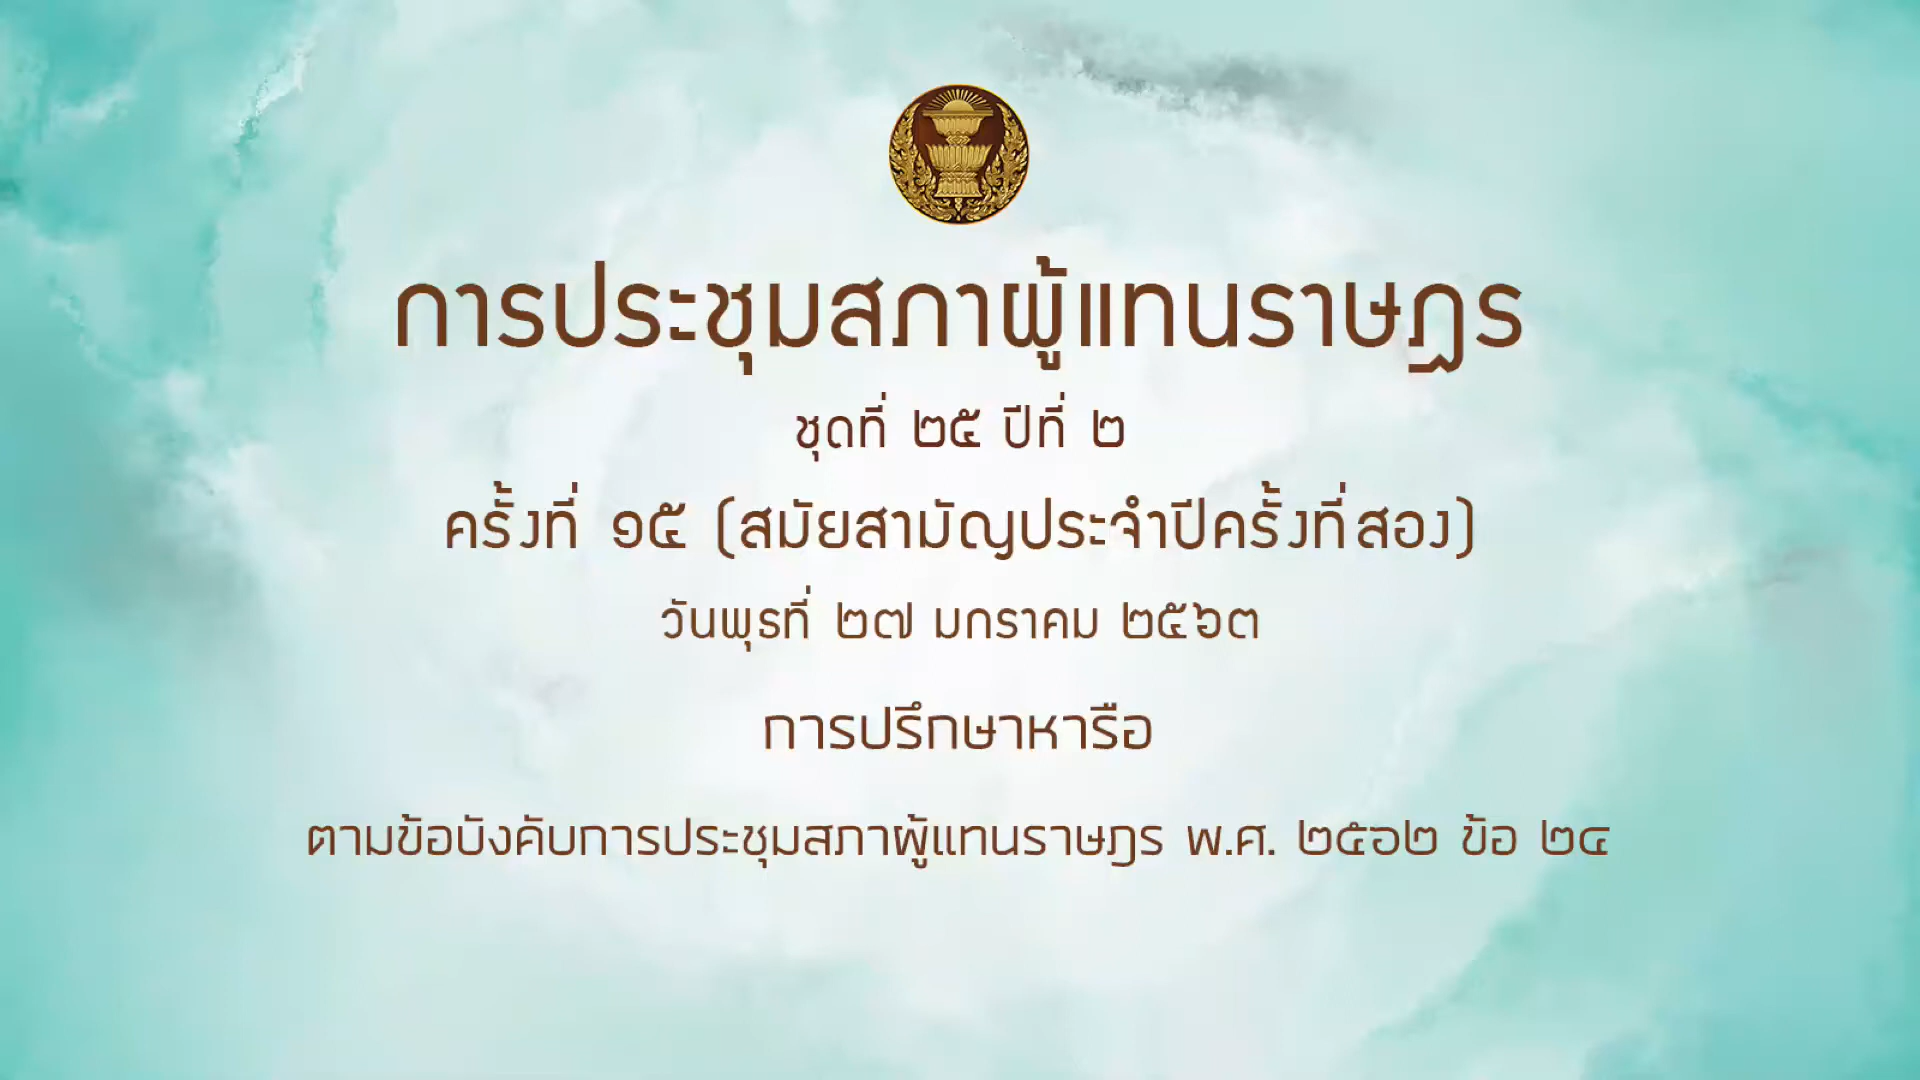 การประชุมสภาผู้แทนราษฎร
ชุดที่ ๒๕ ปีที่ ๒
ครั้งที่ ๑๕ (สมัยสามัญประจำปีครั้งที่สอง)
วันพุธที่ ๒๗ มกราคม ๒๕๖๓
การปรึกษาหารือ
ตามข้อบังคับการประชุมสภาผู้แทนราษฎร พ.ศ. ๒๕๖๒ ข้อ ๒๔